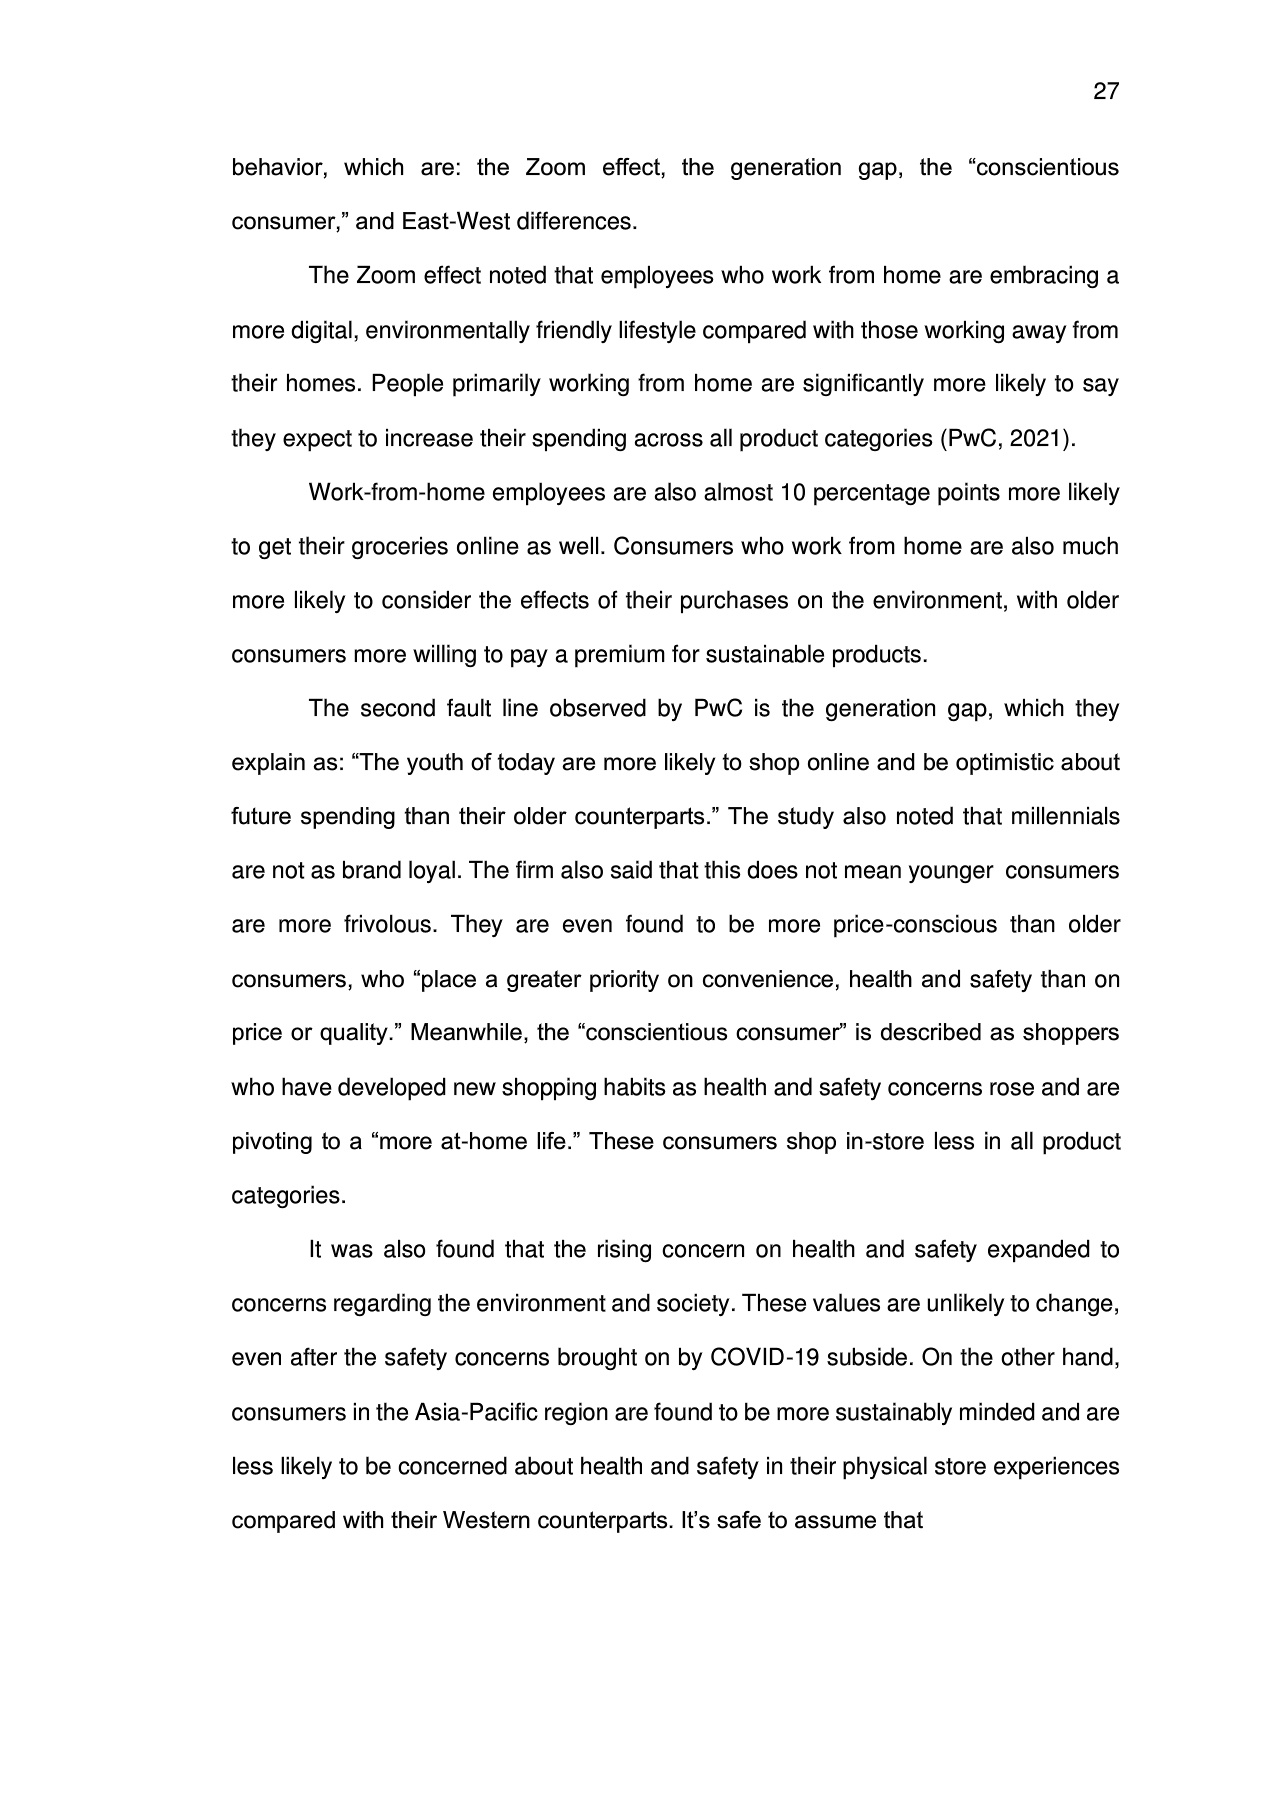 27
behavior, which are: the Zoom effect, the generation gap, the “conscientious
consumer,” and East-West differences.
The Zoom effect noted that employees who work from home are embracing a
more digital, environmentally friendly lifestyle compared with those working away from
their homes. People primarily working from home are significantly more likely to say
they expect to increase their spending across all product categories (PwC, 2021).
Work-from-home employees are also almost 10 percentage points more likely
to get their groceries online as well. Consumers who work from home are also much
more likely to consider the effects of their purchases on the environment, with older
consumers more willing to pay a premium for sustainable products.
The second fault line observed by PwC is the generation gap, which they
explain as: “The youth of today are more likely to shop online and be optimistic about
future spending than their older counterparts.” The study also noted that millennials
are not as brand loyal. The firm also said that this does not mean younger consumers
are more frivolous. They are even found to be more price-conscious than older
consumers, who “place a greater priority on convenience, health and safety than on
price or quality.” Meanwhile, the “conscientious consumer” is described as shoppers
who have developed new shopping habits as health and safety concerns rose and are
pivoting to a “more at-home life.” These consumers shop in-store less in all product
categories.
It was also found that the rising concern on health and safety expanded to
concerns regarding the environment and society. These values are unlikely to change,
even after the safety concerns brought on by COVID-19 subside. On the other hand,
consumers in the Asia-Pacific region are found to be more sustainably minded and are
less likely to be concerned about health and safety in their physical store experiences
compared with their Western counterparts. It’s safe to assume that